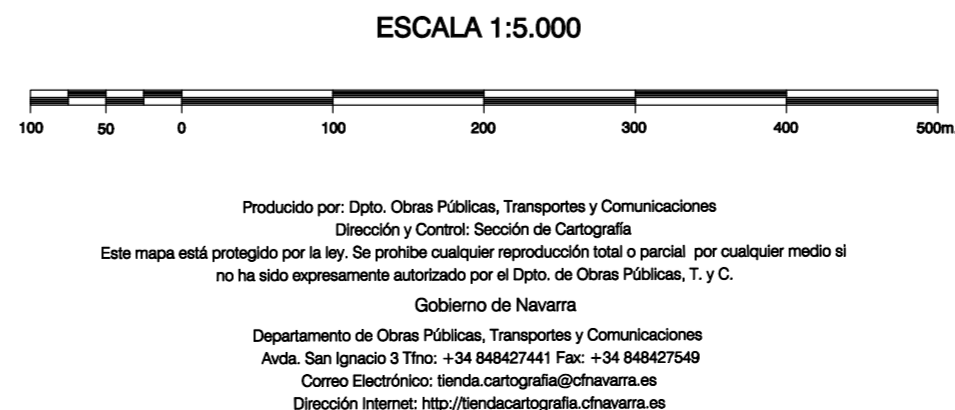 ESCALA 1:5.000
100 50 0 100 200 300 400 500m.
Producido por: Dpto. Obras Públicas, Transportes y Comunicaciones
Dirección y Control: Sección de Cartografía
Este mapa está protegido por la ley. Se prohibe cualquier reproducción total o parcial por cualquier medio si
no ha sido expresamente autorizado por el Dpto. de Obras Públicas, T. y C.
Gobierno de Navarra
Departamento de Obras Públicas, Transportes y Comunicaciones
Avda. San Ignacio 3 Tfno: +34 848427441 Fax: +34 848427549
Correo Electrónico: tienda.cartografia@cfnavarra.es
Dirección Internet: http://tiendacartografia.cfnavarra.es